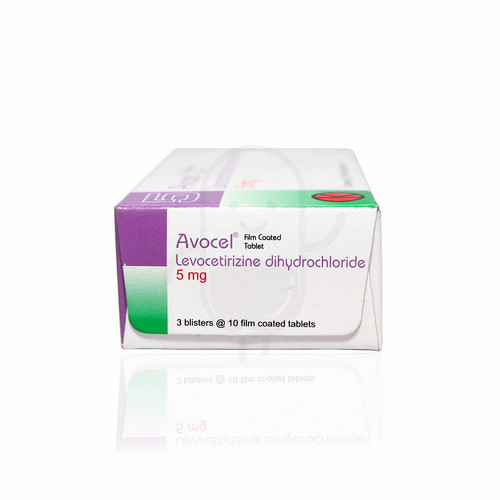 Avocel® Film Coated
Tablet
Levocetirizine dihydrochloride
5 mg
3 blisters @ 10 film coated tablets